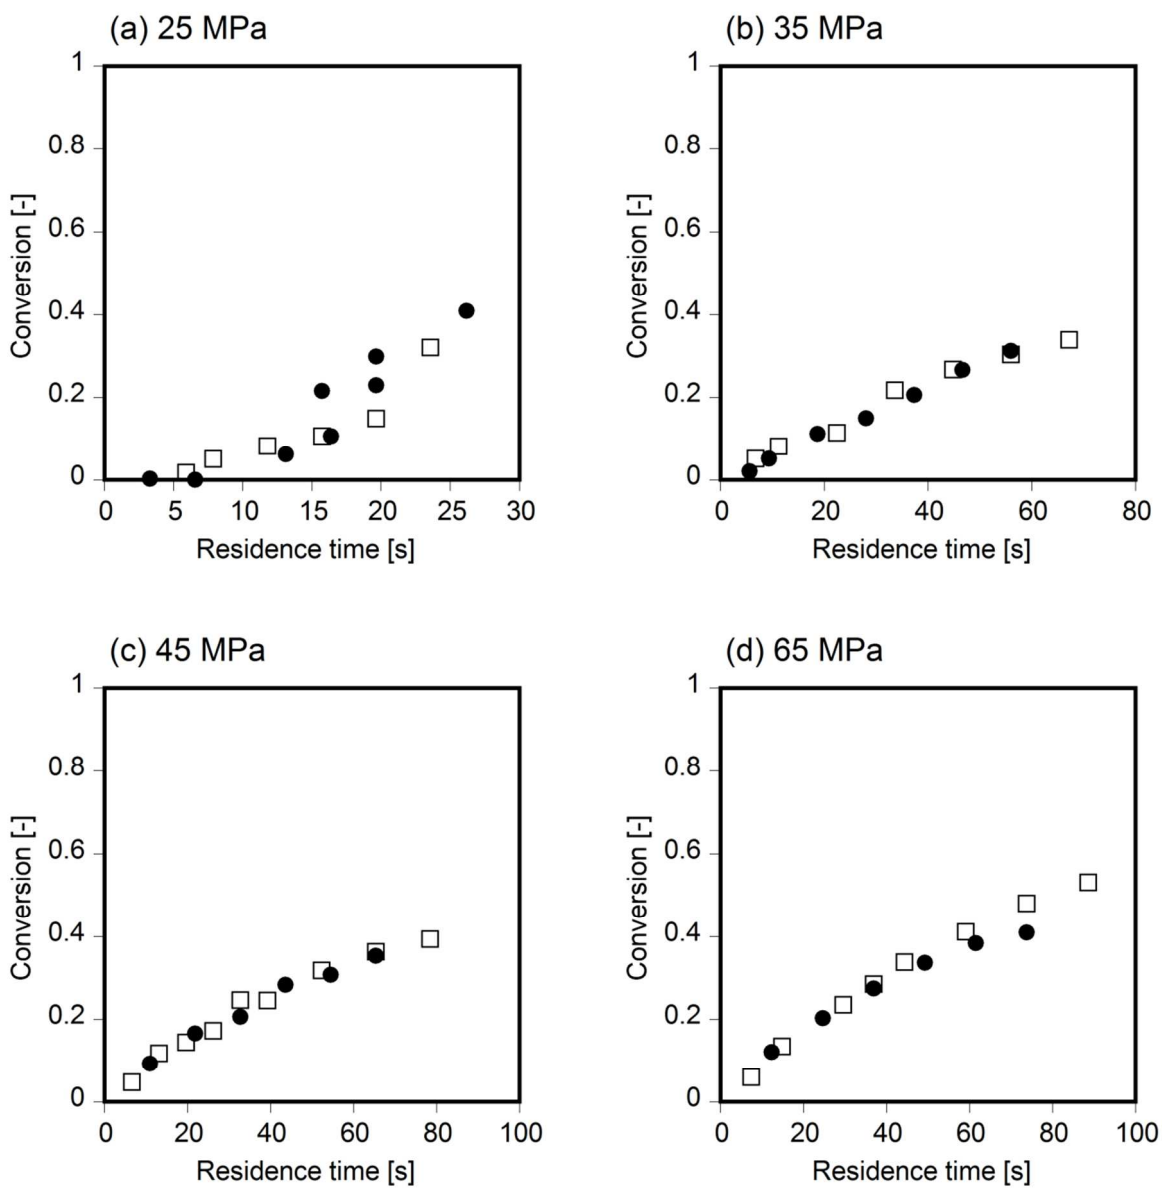 (a) 25 MPa
1
0.8
0.6
0.4
0.2
0
Conversion [-]
0 5 10 15 20 25 30
Residence time [s]
(b) 35 MPa
1
0.8
0.6
0.4
0.2
0
Conversion [-]
0 20 40 60 80
Residence time [s]
(c) 45 MPa
1
0.8
0.6
0.4
0.2
0
Conversion [-]
0 20 40 60 80 100
Residence time [s]
(d) 65 MPa
1
0.8
0.6
0.4
0.2
0
Conversion [-]
0 20 40 60 80 100
Residence time [s]